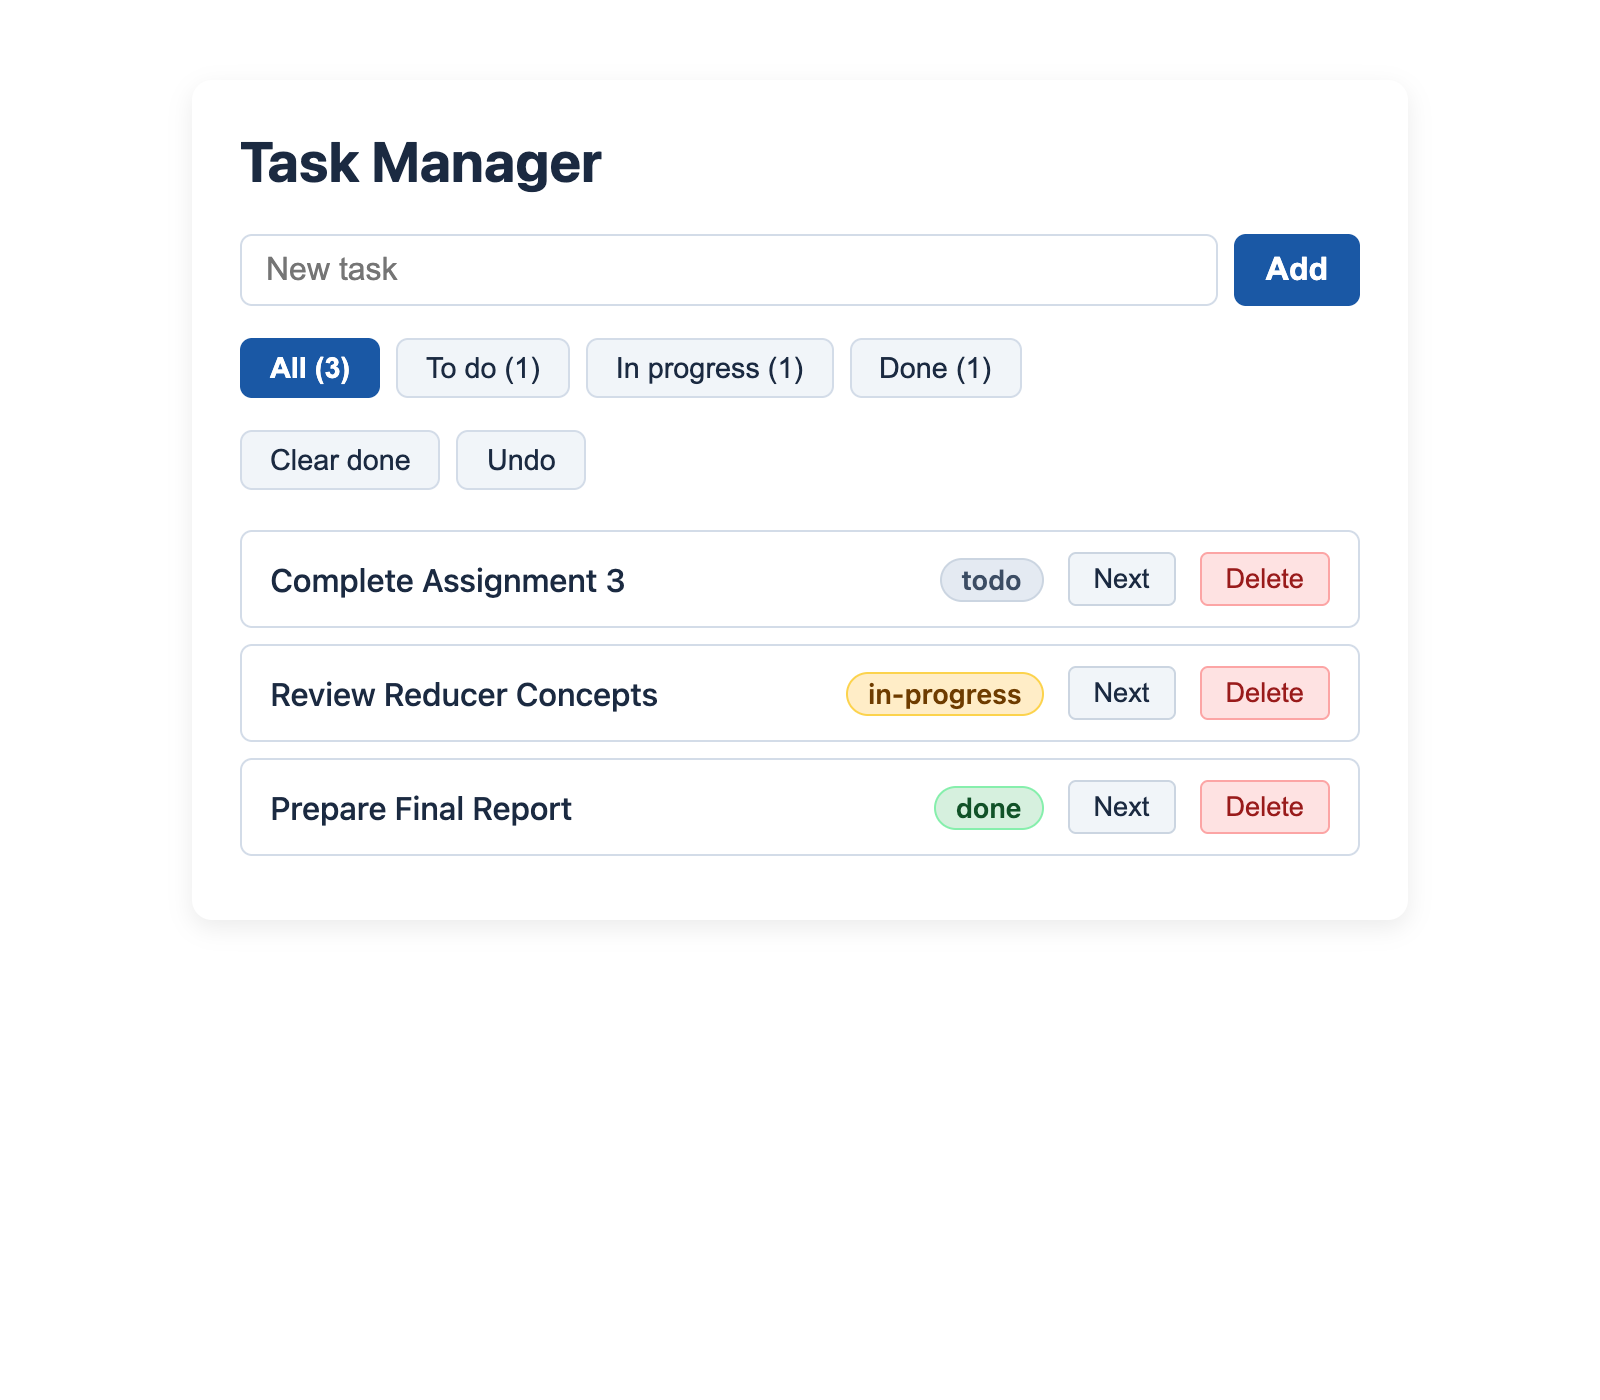 Task Manager
New task Add
All (3) To do (1) In progress (1) Done (1)
Clear done Undo
Complete Assignment 3 todo Next Delete
Review Reducer Concepts in-progress Next Delete
Prepare Final Report done Next Delete